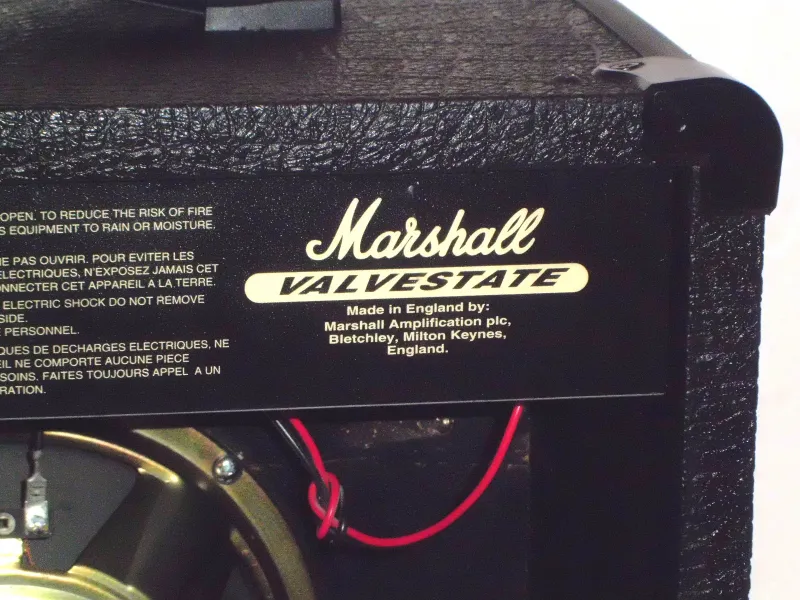 OPEN. TO REDUCE THE RISK OF FIRE
EQUIPMENT TO RAIN OR MOISTURE.
NE PAS OUVRIR. POUR EVITER LES
ELECTRIQUES, N'EXPOSEZ JAMAIS CET
CONNECTER CET APPAREIL A LA TERRE.
ELECTRIC SHOCK DO NOT REMOVE
SIDE.
PERSONNEL.
QUES DE DECHARGES ELECTRIQUES, NE
EIL NE COMPORTE AUCUNE PIECE
SOINS. FAITES TOUJOURS APPEL A UN
RATION.
Marshall
VALVESTATE
Made in England by:
Marshall Amplification plc,
Bletchley, Milton Keynes,
England.